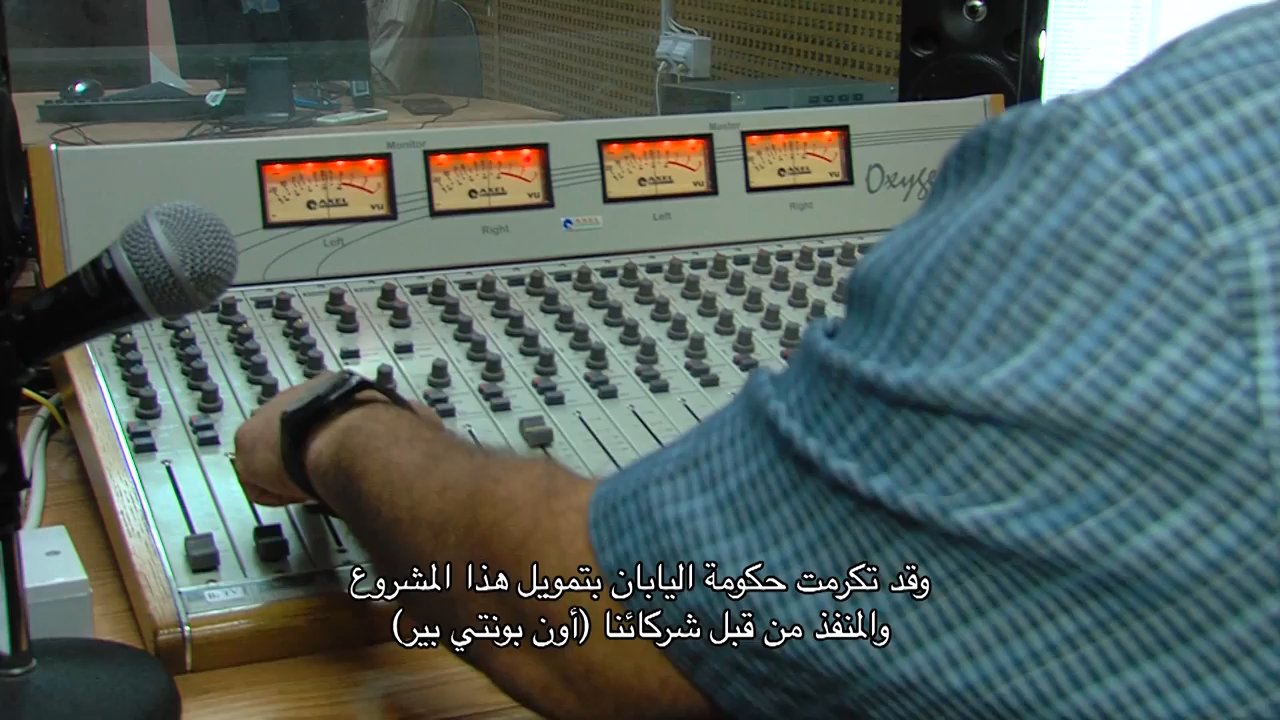 Monitor
Master
AXEL
VU
AXEL
VU
AXEL
VU
AXEL
VU
Left
Right
AXEL
Left
Right
وقد تكرمت حكومة اليابان بتمويل هذا المشروع
والمنفذ من قبل شركائنا (أون بونتي بير)